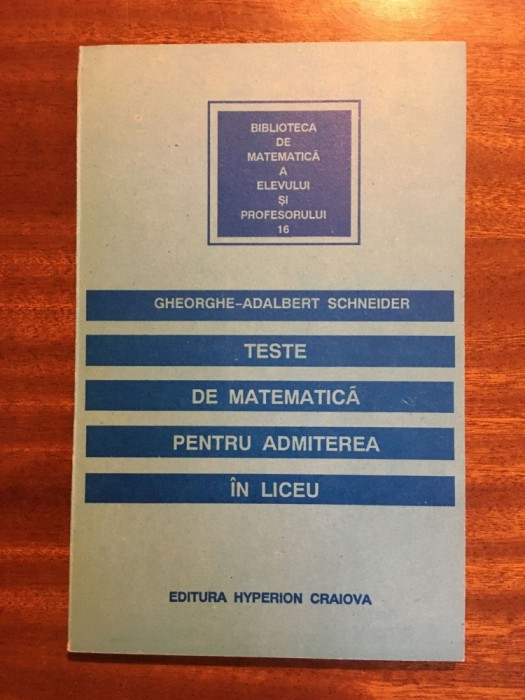 BIBLIOTECA
DE
MATEMATICĂ
A
ELEVULUI
ȘI
PROFESORULUI
16
GHEORGHE-ADALBERT SCHNEIDER
TESTE
DE MATEMATICĂ
PENTRU ADMITEREA
ÎN LICEU
EDITURA HYPERION CRAIOVA